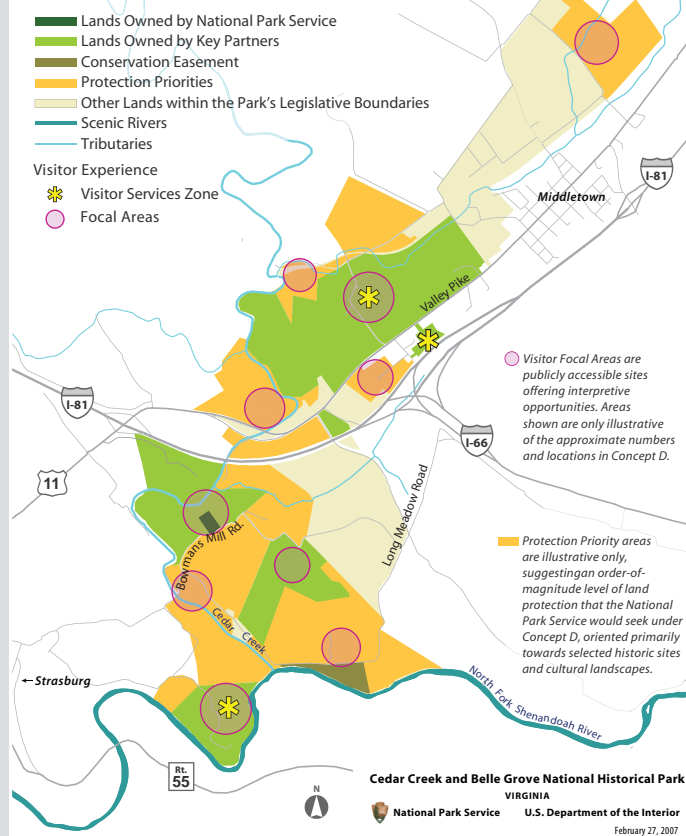 Lands Owned by National Park Service
Lands Owned by Key Partners
Conservation Easement
Protection Priorities
Other Lands within the Park's Legislative Boundaries
Scenic Rivers
Tributaries
Visitor Experience
Visitor Services Zone
Focal Areas
I-81
Middletown
Valley Pike
Visitor Focal Areas are
publicly accessible sites
offering interpretive
opportunities. Areas
shown are only illustrative
of the approximate numbers
and locations in Concept D.
I-81
I-66
11
Long Meadow Road
Bowmans Mill Rd.
Protection Priority areas
are illustrative only,
suggestingan order-of-
magnitude level of land
protection that the National
Park Service would seek under
Concept D, oriented primarily
towards selected historic sites
and cultural landscapes.
Cedar Creek
Strasburg
North Fork Shenandoah River
Rt.
55
N
Cedar Creek and Belle Grove National Historical Park
VIRGINIA
National Park Service U.S. Department of the Interior
February 27, 2007